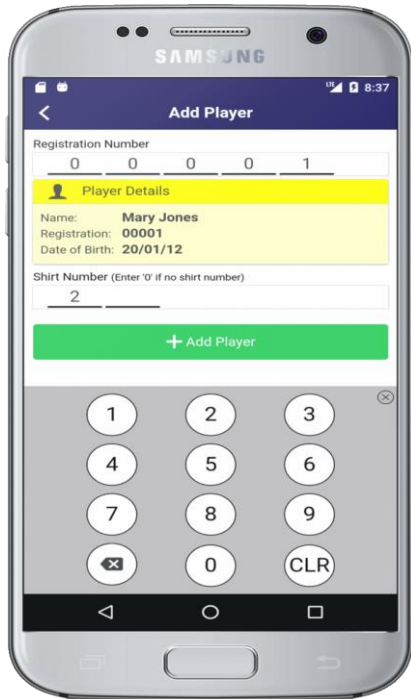 SAMSUNG
LTE 8:37
Add Player
Registration Number
0 0 0 0 1
Player Details
Name: Mary Jones
Registration: 00001
Date of Birth: 20/01/12
Shirt Number (Enter '0' if no shirt number)
2
+ Add Player
1 2 3
4 5 6
7 8 9
0 CLR